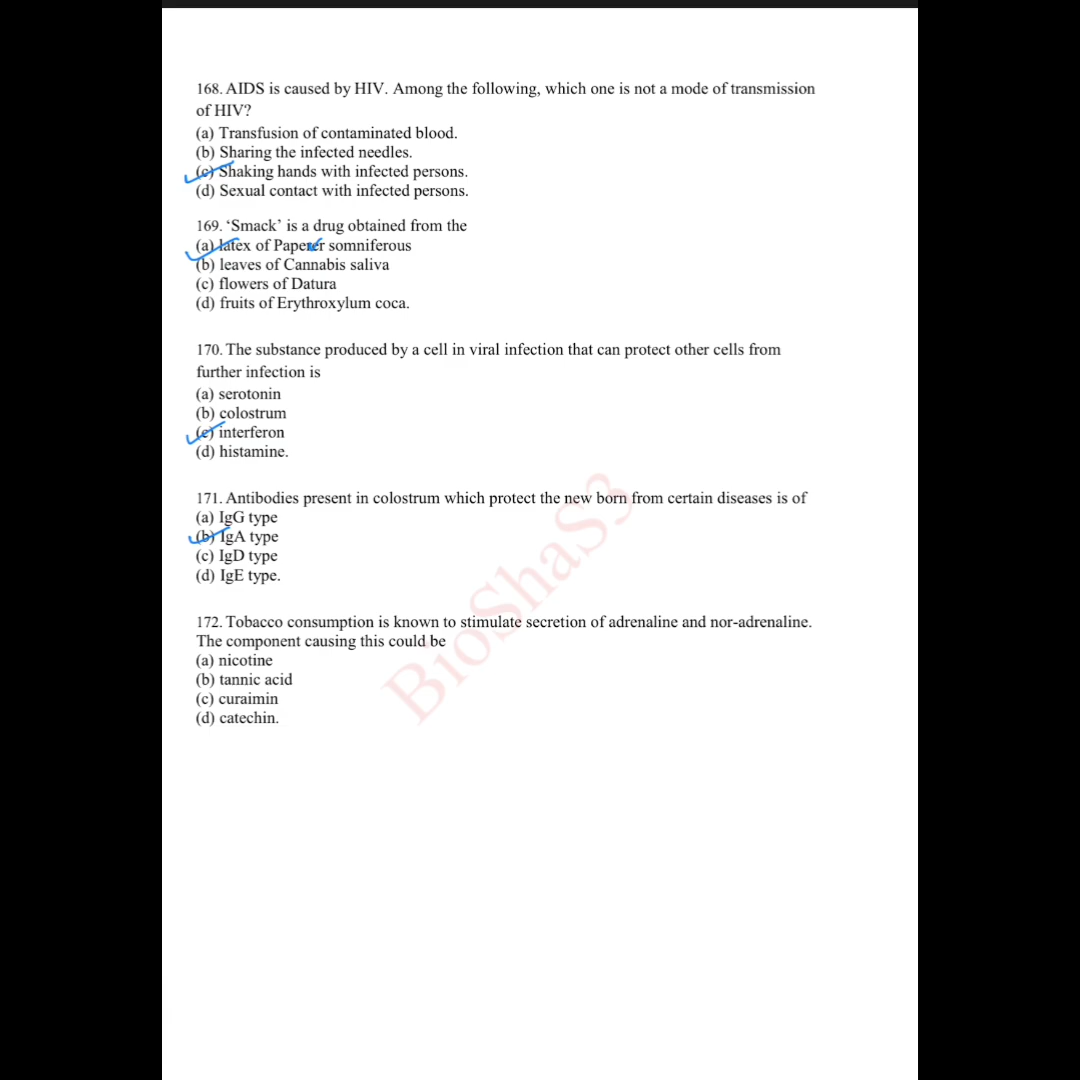 168. AIDS is caused by HIV. Among the following, which one is not a mode of transmission
of HIV?
(a) Transfusion of contaminated blood.
(b) Sharing the infected needles.
(c) Shaking hands with infected persons.
(d) Sexual contact with infected persons.
169. ‘Smack’ is a drug obtained from the
(a) latex of somniferous
(b) leaves of Cannabis saliva
(c) flowers of Datura
(d) fruits of Erythroxylum coca.
170. The substance produced by a cell in viral infection that can protect other cells from
further infection is
(a) serotonin
(b) colostrum
(c) interferon
(d) histamine.
171. Antibodies present in colostrum which protect the new born from certain diseases is of
(a) IgG type
(b) IgA type
(c) IgD type
(d) IgE type.
172. Tobacco consumption is known to stimulate secretion of adrenaline and nor-adrenaline.
The component causing this could be
(a) nicotine
(b) tannic acid
(c) curaimin
(d) catechin.
BioShaS3